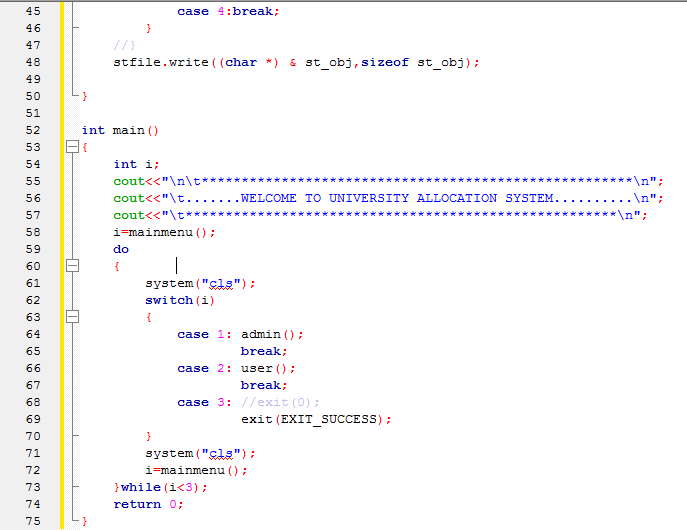 45 case 4:break;
46 }
47 //}
48 stfile.write((char *) & st_obj,sizeof st_obj);
49
50 }
51
52 int main()
53 {
54 int i;
55 cout<<"\n\t******************************************************\n";
56 cout<<"\t.......WELCOME TO UNIVERSITY ALLOCATION SYSTEM..........\n";
57 cout<<"\t******************************************************\n";
58 i=mainmenu();
59 do
60 {
61 system("cls");
62 switch(i)
63 {
64 case 1: admin();
65 break;
66 case 2: user();
67 break;
68 case 3: //exit(0);
69 exit(EXIT_SUCCESS);
70 }
71 system("cls");
72 i=mainmenu();
73 }while(i<3);
74 return 0;
75 }